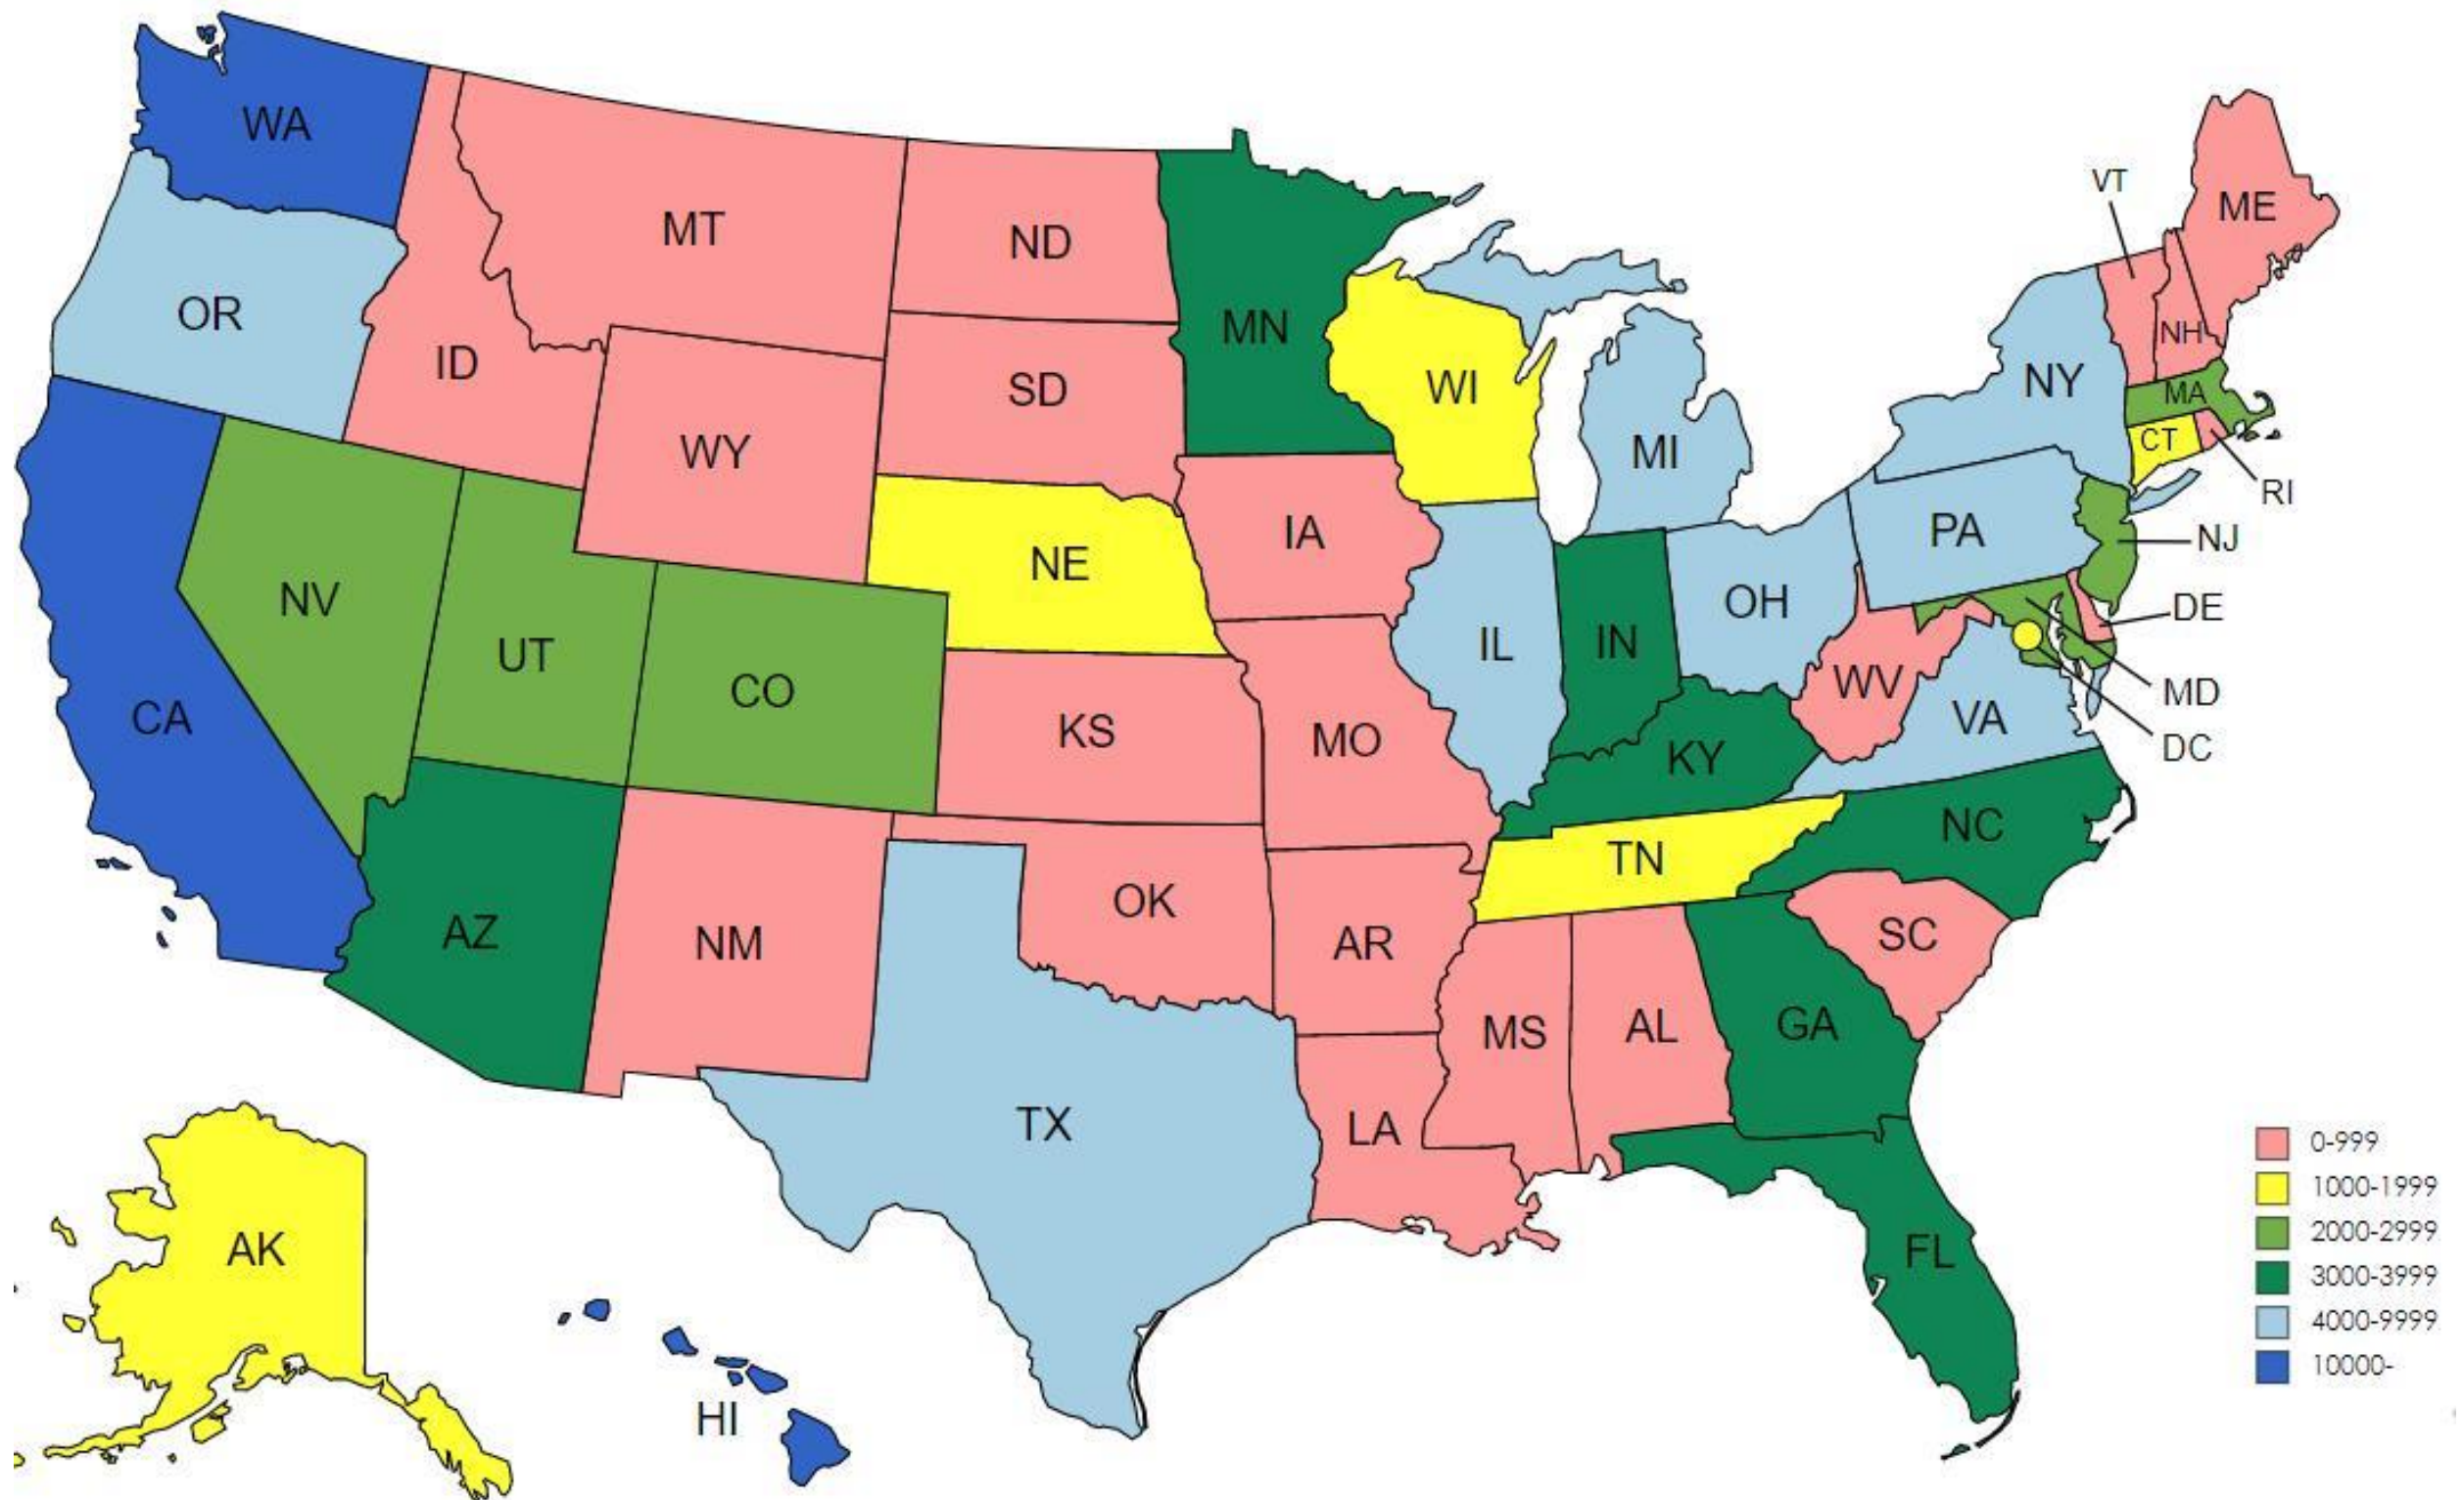 WA
VT
ME
MT
ND
OR
MN
NH
ID
SD
WI
NY
MA
WY
MI
CT
RI
IA
PA
NJ
NE
NV
OH
DE
UT
IL
IN
CO
WV
MD
CA
KS
MO
VA
DC
KY
NC
TN
OK
AZ
NM
AR
SC
MS
AL
GA
TX
LA
0-999
1000-1999
2000-2999
AK
FL
3000-3999
4000-9999
10000-
HI